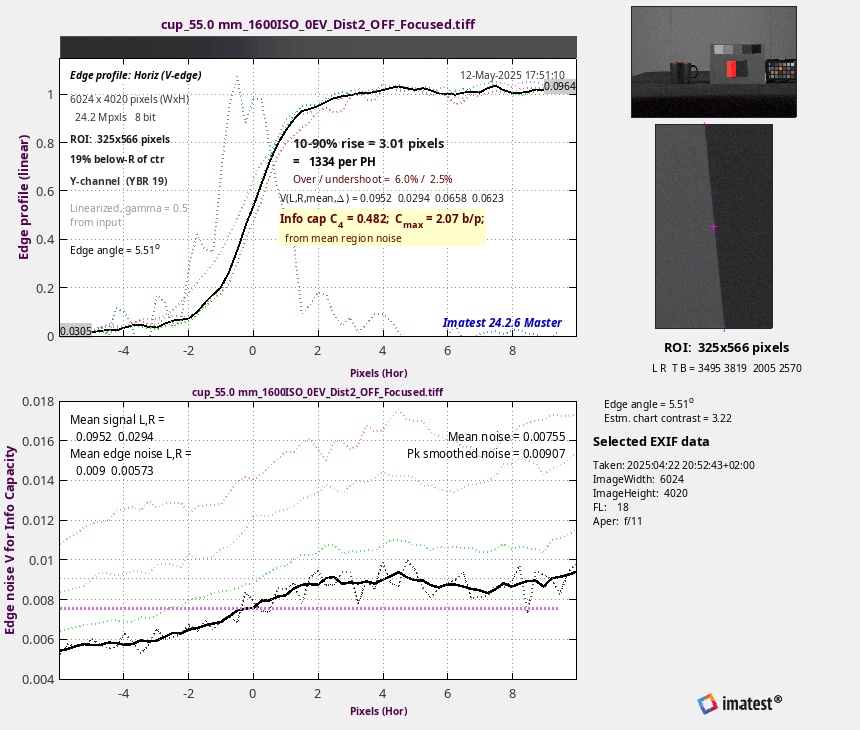 cup_55.0 mm_1600ISO_0EV_Dist2_OFF_Focused.tiff
Edge profile: Horiz (V-edge)
12-May-2025 17:51:10
0.0964
6024 x 4020 pixels (WxH)
24.2 Mpxls   8 bit
ROI:  325x566 pixels
19% below-R of ctr
Y-channel  (YBR 19)
Linearized, gamma = 0.5
from input
Edge angle = 5.51º
10-90% rise = 3.01 pixels
=   1334 per PH
Over / undershoot =  6.0% /  2.5%
V(L,R,mean,Δ) = 0.0952  0.0294  0.0658  0.0623
Info cap C4 = 0.482;  Cmax = 2.07 b/p;
from mean region noise
0.0305
Imatest 24.2.6 Master
Edge profile (linear)
1
0.8
0.6
0.4
0.2
0
-4 -2 0 2 4 6 8
Pixels (Hor)
cup_55.0 mm_1600ISO_0EV_Dist2_OFF_Focused.tiff
Mean signal L,R =
0.0952  0.0294
Mean edge noise L,R =
0.009  0.00573
Mean noise = 0.00755
Pk smoothed noise = 0.00907
Edge noise V for Info Capacity
0.018
0.016
0.014
0.012
0.01
0.008
0.006
0.004
-4 -2 0 2 4 6 8
Pixels (Hor)
ROI:  325x566 pixels
L R  T B = 3495 3819  2005 2570
Edge angle = 5.51º
Estm. chart contrast = 3.22
Selected EXIF data
Taken: 2025:04:22 20:52:43+02:00
ImageWidth:  6024
ImageHeight:  4020
FL:   18
Aper:  f/11
imatest®